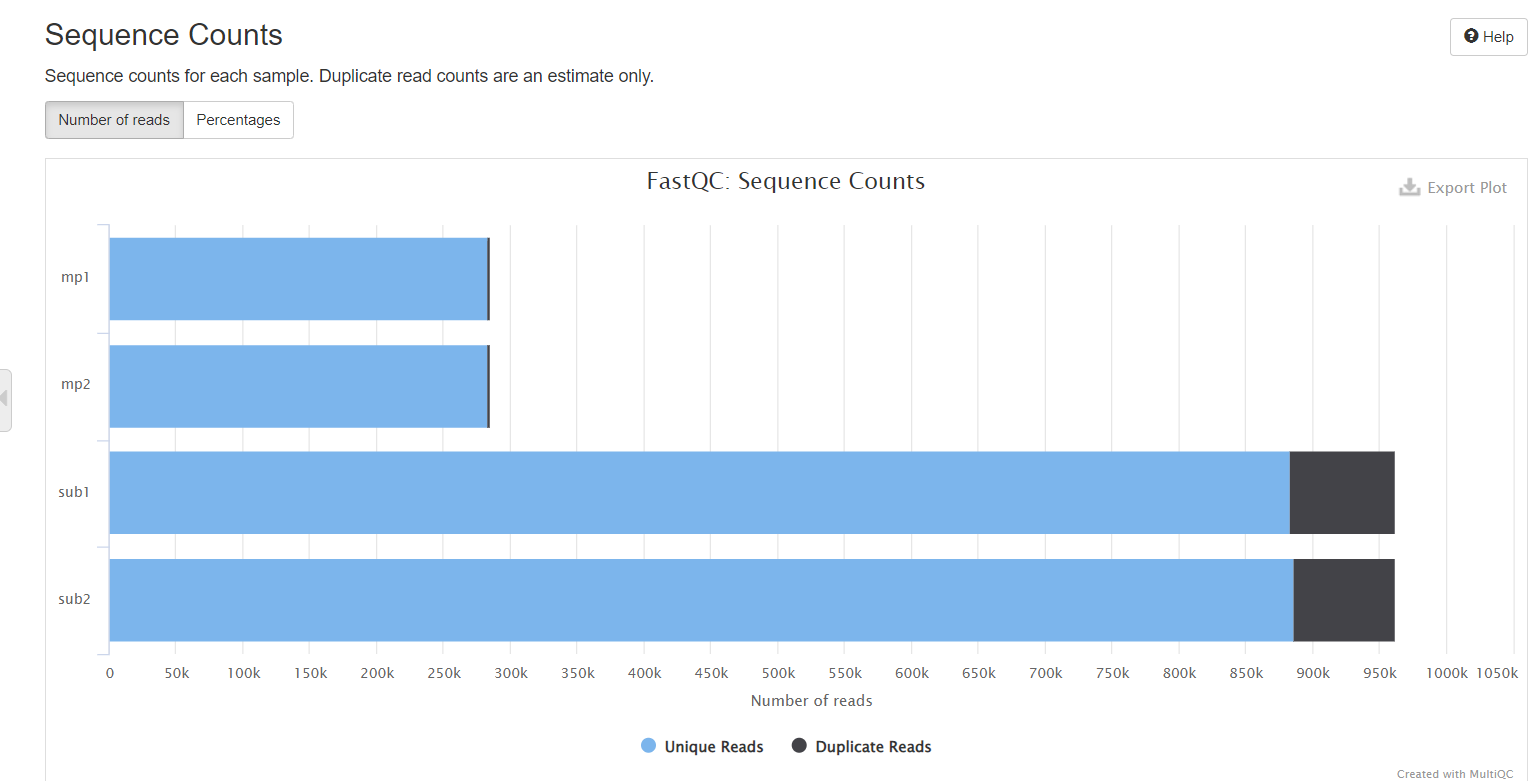 Sequence Counts
Help
Sequence counts for each sample. Duplicate read counts are an estimate only.
Number of reads Percentages
FastQC: Sequence Counts
Export Plot
mp1
mp2
sub1
sub2
0 50k 100k 150k 200k 250k 300k 350k 400k 450k 500k 550k 600k 650k 700k 750k 800k 850k 900k 950k 1000k 1050k
Number of reads
Unique Reads Duplicate Reads
Created with MultiQC